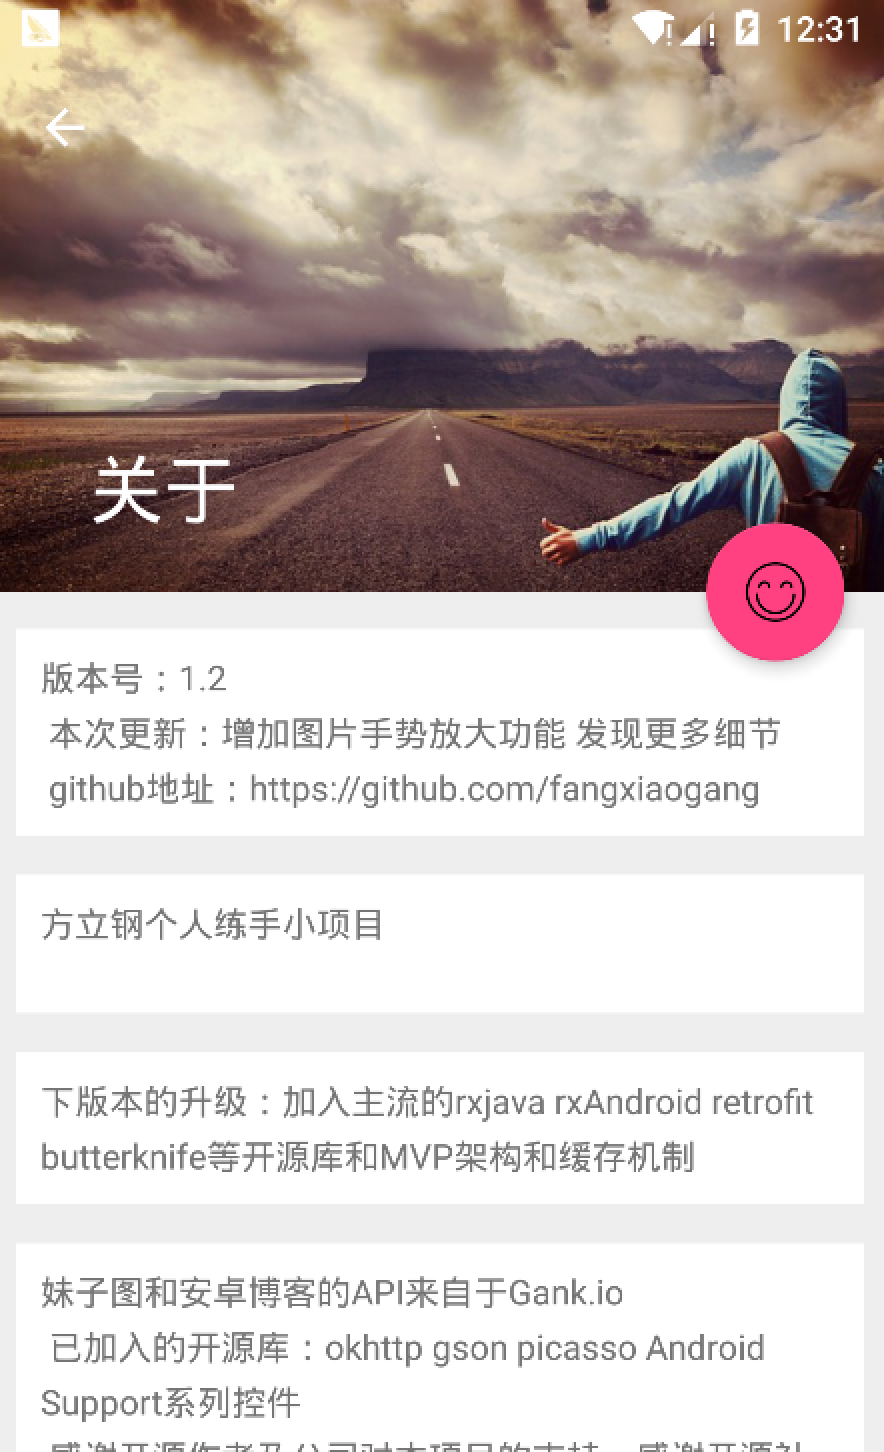 12:31
关于
版本号：1.2
本次更新：增加图片手势放大功能 发现更多细节
github地址：https://github.com/fangxiaogang
方立钢个人练手小项目
下版本的升级：加入主流的rxjava rxAndroid retrofit
butterknife等开源库和MVP架构和缓存机制
妹子图和安卓博客的API来自于Gank.io
已加入的开源库：okhttp gson picasso Android
Support系列控件